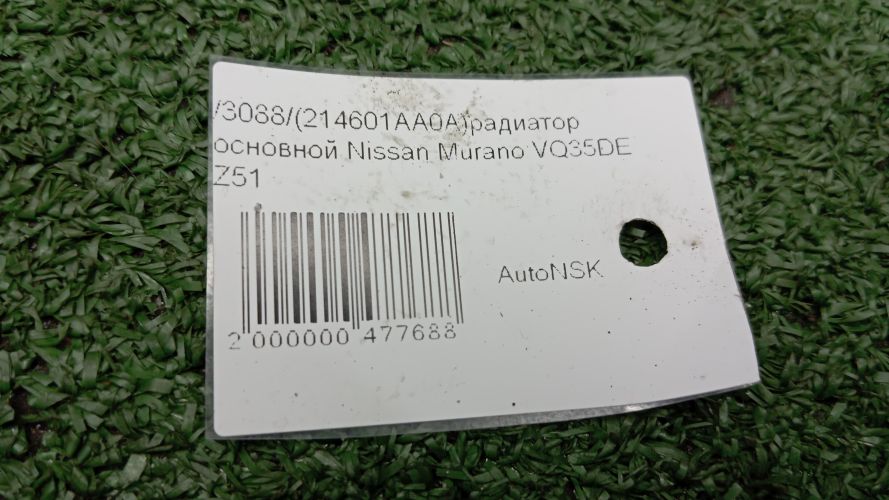 /3088/(214601AA0A)радиатор
основной Nissan Murano VQ35DE
Z51
AutoNSK
2 000000 477688